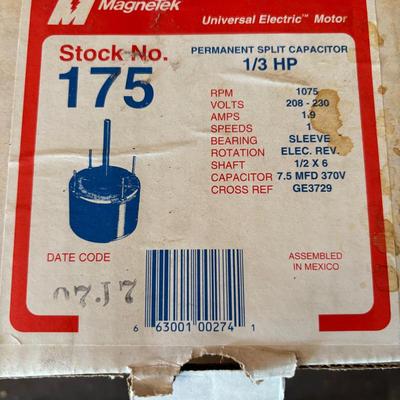 MagneTek
Universal Electric™ Motor
Stock No.
175
PERMANENT SPLIT CAPACITOR
1/3 HP
RPM 1075
VOLTS 208 - 230
AMPS 1.9
SPEEDS 1
BEARING SLEEVE
ROTATION ELEC. REV.
SHAFT 1/2 X 6
CAPACITOR 7.5 MFD 370V
CROSS REF GE3729
DATE CODE
07J7
ASSEMBLED
IN MEXICO
6 63001 00274 1